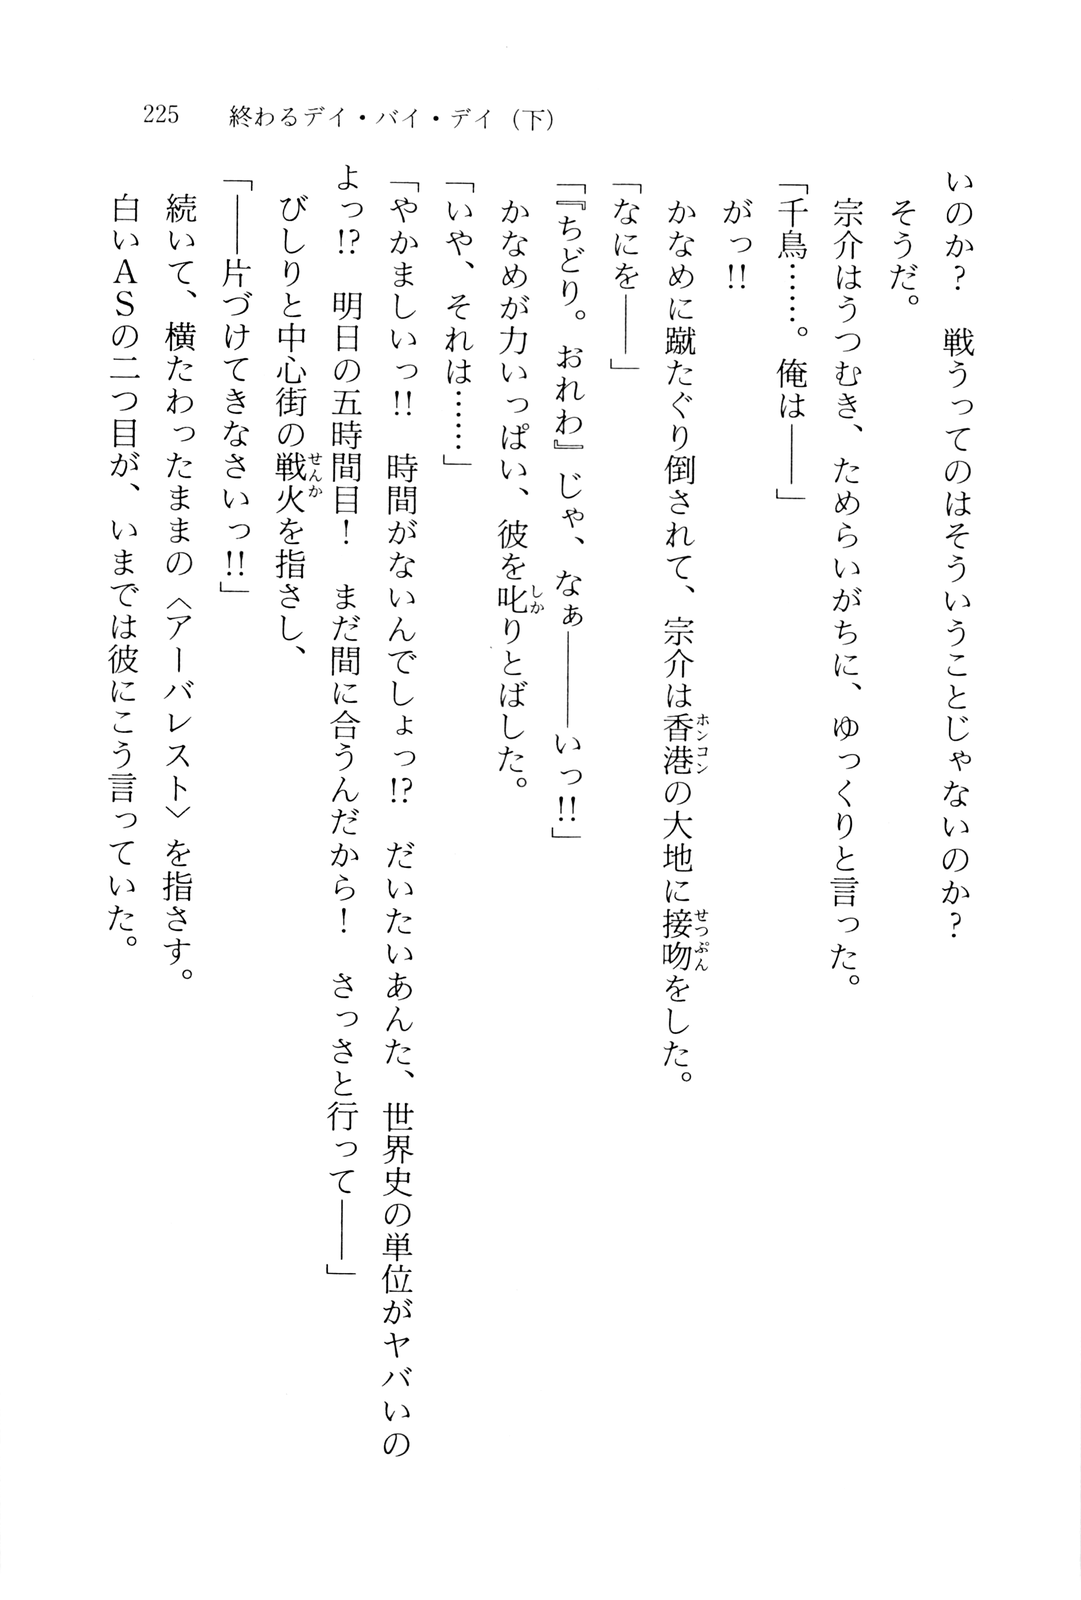 225　終わるデイ・バイ・デイ（下）
いのか？　戦うってのはそういうことじゃないのか？
そうだ。
宗介はうつむき、ためらいがちに、ゆっくりと言った。
「千鳥……。俺は――」
がっ!!
「なにを――」
かなめに蹴たぐり倒されて、宗介は香港の大地に接吻をした。
「『ちどり。おれわ』じゃ、なぁ――――いっ!!」
かなめが力いっぱい、彼を叱りとばした。
「いや、それは……」
「やかましいっ!!　時間がないんでしょっ!?　だいたいあんた、世界史の単位がヤバいの
よっ!?　明日の五時間目！　まだ間に合うんだから！　さっさと行って――」
びしりと中心街の戦火を指さし、
「――片づけてきなさいっ!!」
続いて、横たわったままの〈アーバレスト〉を指さす。
白いＡＳの二つ目が、いまでは彼にこう言っていた。